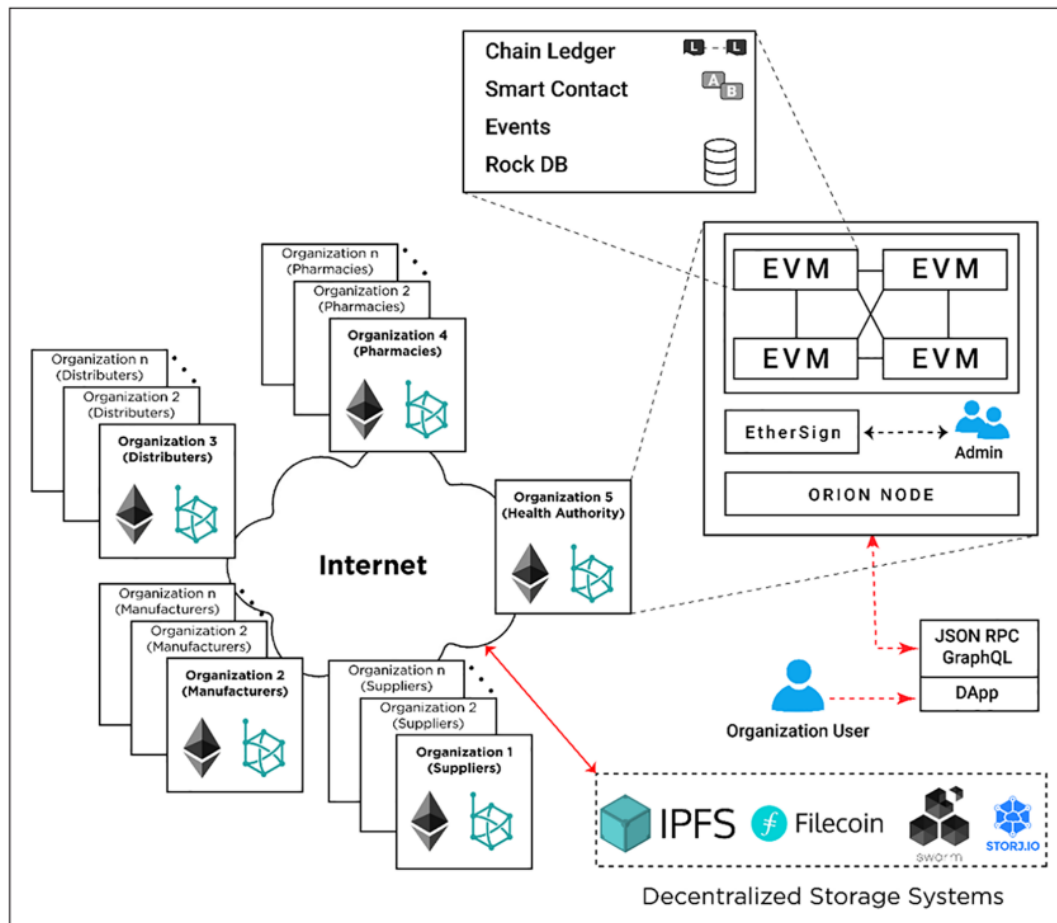 Chain Ledger
L
L
Smart Contact
A
B
Events
Rock DB
EVM
EVM
EVM
EVM
EtherSign
Admin
ORION NODE
Organization n
(Pharmacies)
Organization 2
(Pharmacies)
Organization 4
(Pharmacies)
Organization n
(Distributers)
Organization 2
(Distributers)
Organization 3
(Distributers)
Organization 5
(Health Authority)
Internet
Organization n
(Manufacturers)
Organization 2
(Manufacturers)
Organization 2
(Manufacturers)
Organization n
(Suppliers)
Organization 2
(Suppliers)
Organization 1
(Suppliers)
JSON RPC
GraphQL
DApp
Organization User
IPFS
Filecoin
swarm
STORJ.IO
Decentralized Storage Systems